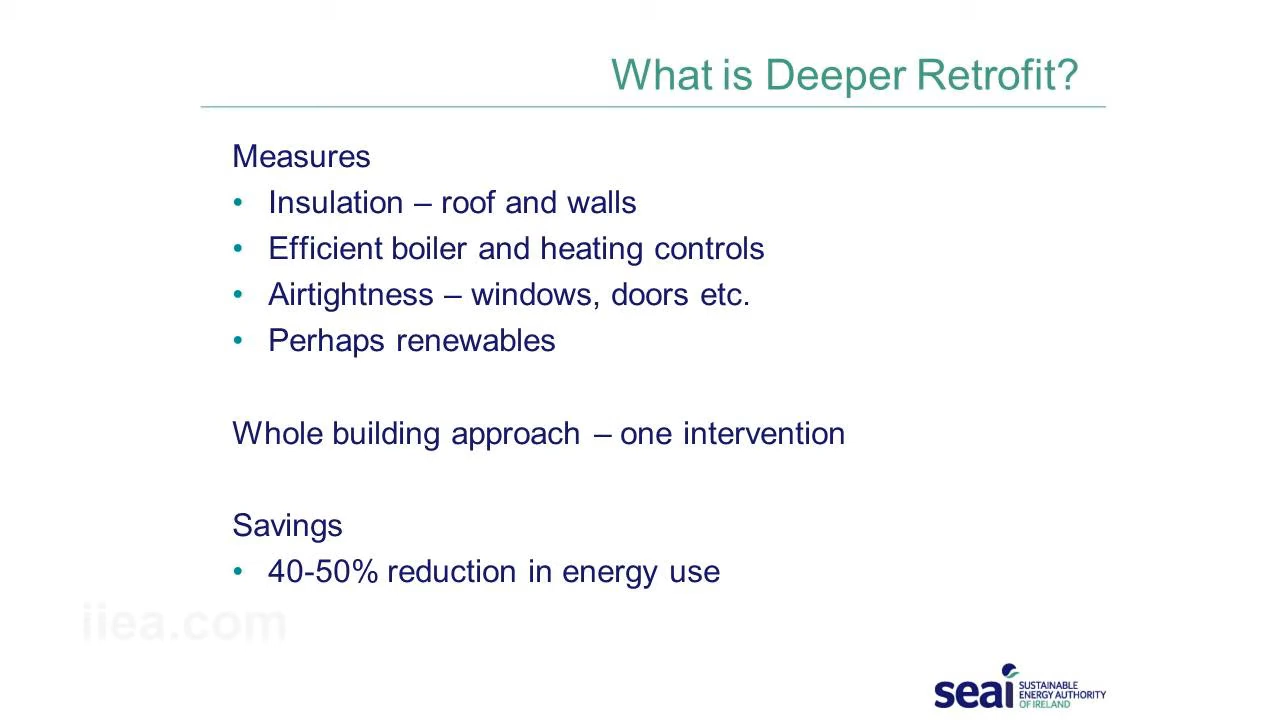 What is Deeper Retrofit?
Measures
• Insulation – roof and walls
• Efficient boiler and heating controls
• Airtightness – windows, doors etc.
• Perhaps renewables
Whole building approach – one intervention
Savings
• 40-50% reduction in energy use
iiea.com
seai SUSTAINABLE
ENERGY AUTHORITY
OF IRELAND